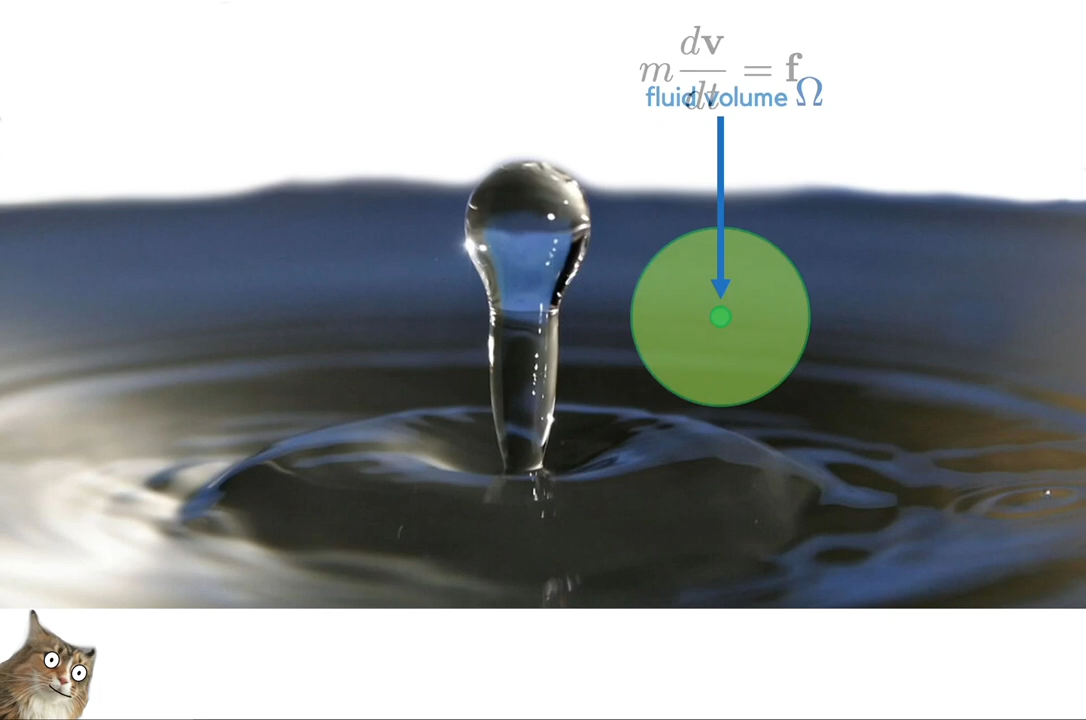 m dv/dt = f
fluid volume Ω